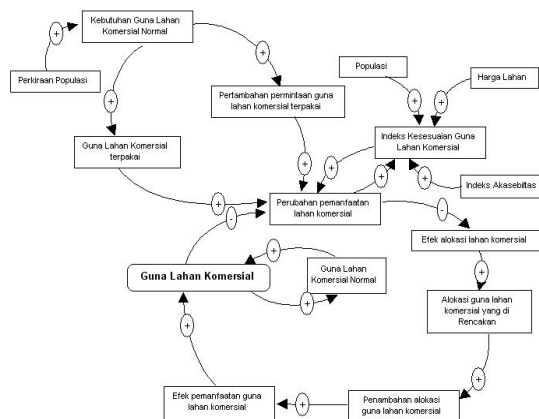 Kebutuhan Guna Lahan
Komersial Normal
+
Perkiraan Populasi
+
+
Populasi
Harga Lahan
Pertambahan permintaan guna
lahan komersial terpakai
+
+
Guna Lahan Komersial
terpakai
Indeks Kesesuaian Guna
Lahan Komersial
+
+
+
+
Indeks Akasebiltas
+
-
Perubahan pemanfaatan
lahan komersial
-
Efek alokasi lahan komersial
+
Guna Lahan Komersial
Guna Lahan
Komersial Normal
+
+
Alokasi guna lahan
komersial yang di
Rencakan
+
+
Efek pemanfaatan guna
lahan komersial
+
Penambahan alokasi
guna lahan komersial
+